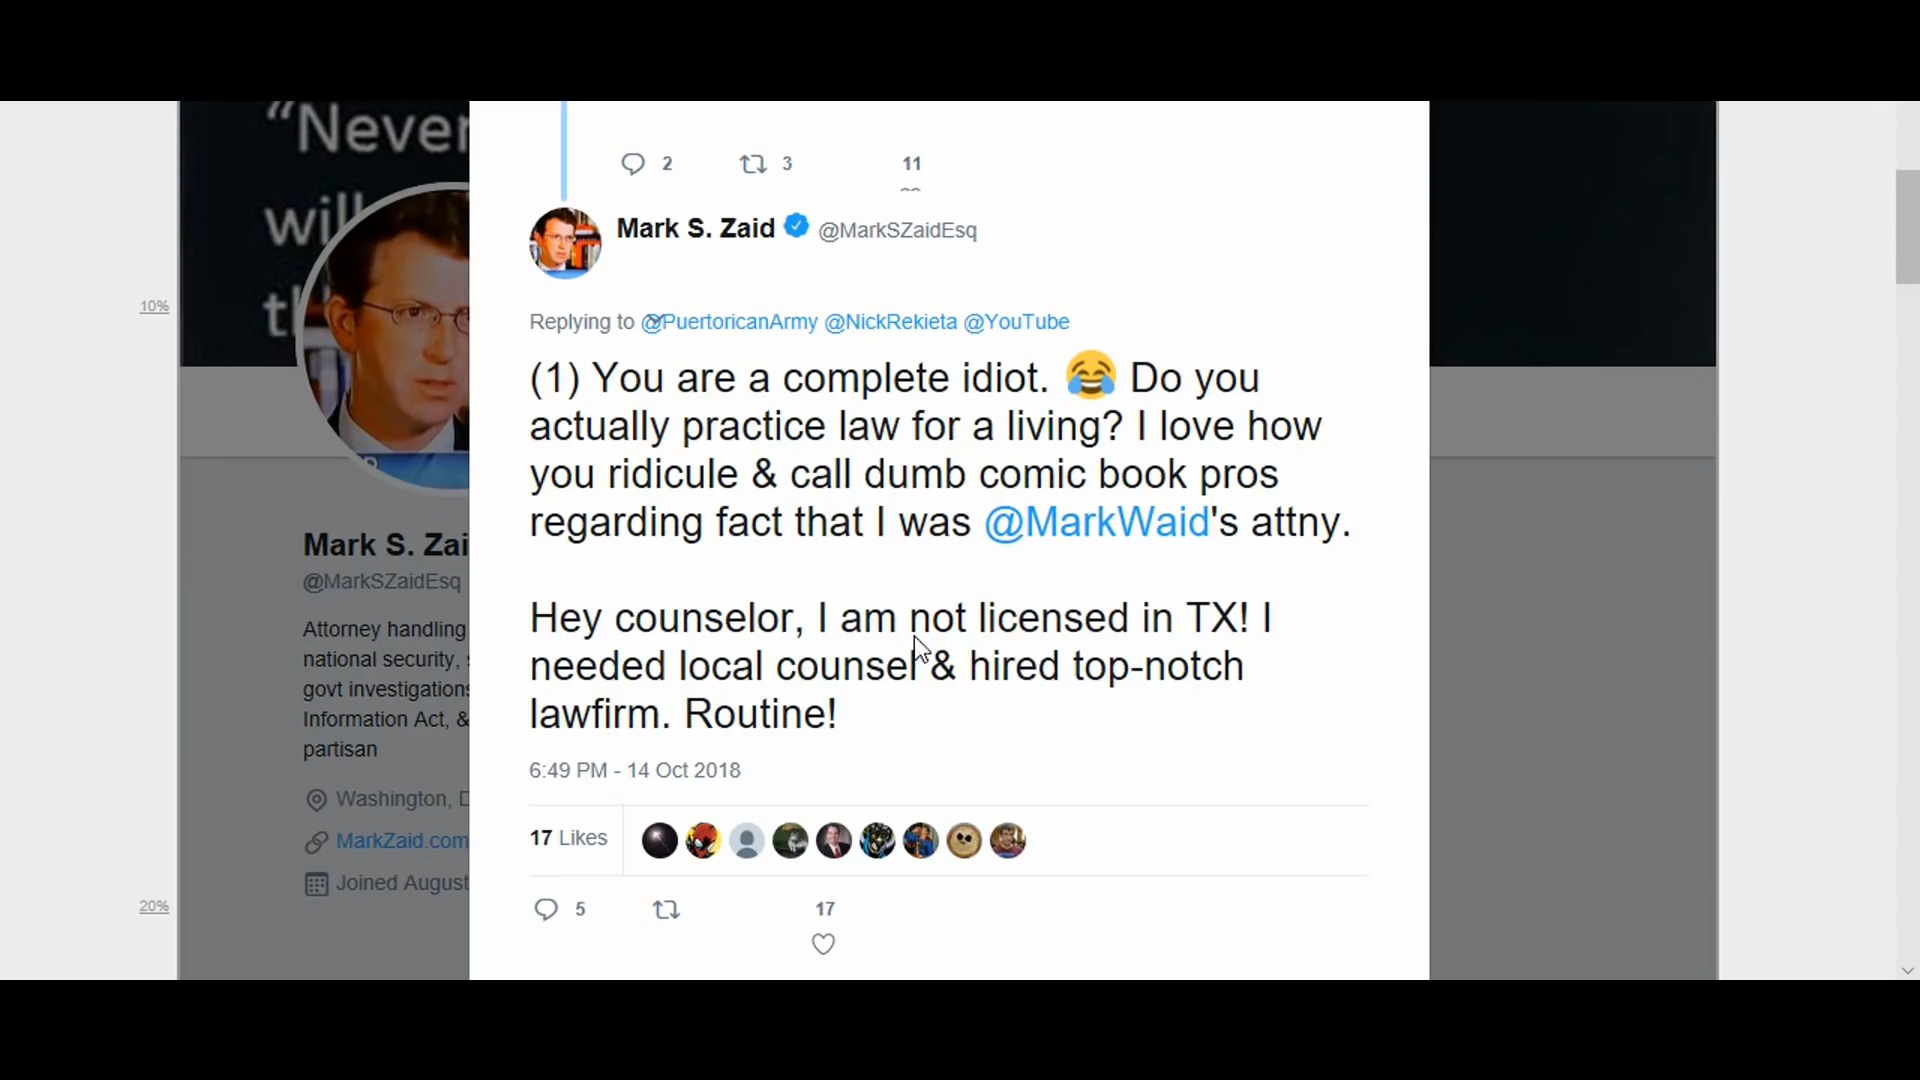 “Never
will
2 3 11
Mark S. Zaid @MarkSZaidEsq
10%
Replying to @PuertoricanArmy @NickRekieta @YouTube
(1) You are a complete idiot. 😂 Do you
actually practice law for a living? I love how
you ridicule & call dumb comic book pros
regarding fact that I was @MarkWaid's attny.
Hey counselor, I am not licensed in TX! I
needed local counsel & hired top-notch
lawfirm. Routine!
6:49 PM - 14 Oct 2018
17 Likes
5 17
Mark S. Zai
@MarkSZaidEsq
Attorney handling
national security,
govt investigations
Information Act, &
partisan
Washington, D
MarkZaid.com
Joined August
20%